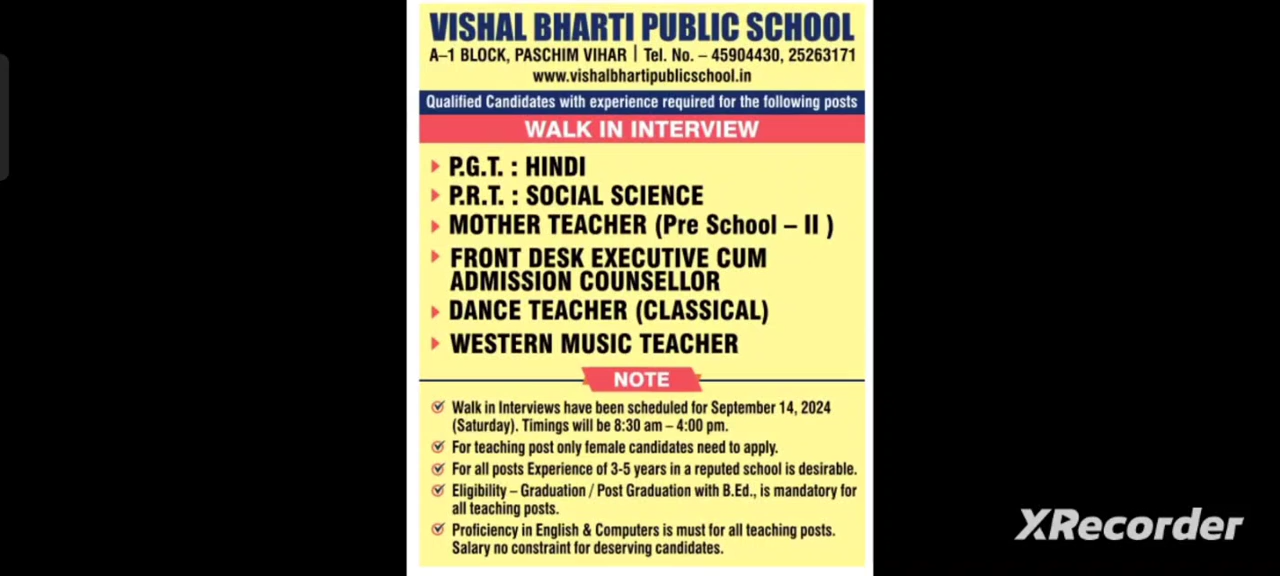 VISHAL BHARTI PUBLIC SCHOOL
A–1 BLOCK, PASCHIM VIHAR | Tel. No. – 45904430, 25263171
www.vishalbhartipublicschool.in
Qualified Candidates with experience required for the following posts
WALK IN INTERVIEW
P.G.T. : HINDI
P.R.T. : SOCIAL SCIENCE
MOTHER TEACHER (Pre School – II )
FRONT DESK EXECUTIVE CUM
ADMISSION COUNSELLOR
DANCE TEACHER (CLASSICAL)
WESTERN MUSIC TEACHER
NOTE
Walk in Interviews have been scheduled for September 14, 2024
(Saturday). Timings will be 8:30 am – 4:00 pm.
For teaching post only female candidates need to apply.
For all posts Experience of 3-5 years in a reputed school is desirable.
Eligibility – Graduation / Post Graduation with B.Ed., is mandatory for
all teaching posts.
Proficiency in English & Computers is must for all teaching posts.
Salary no constraint for deserving candidates.
XRecorder